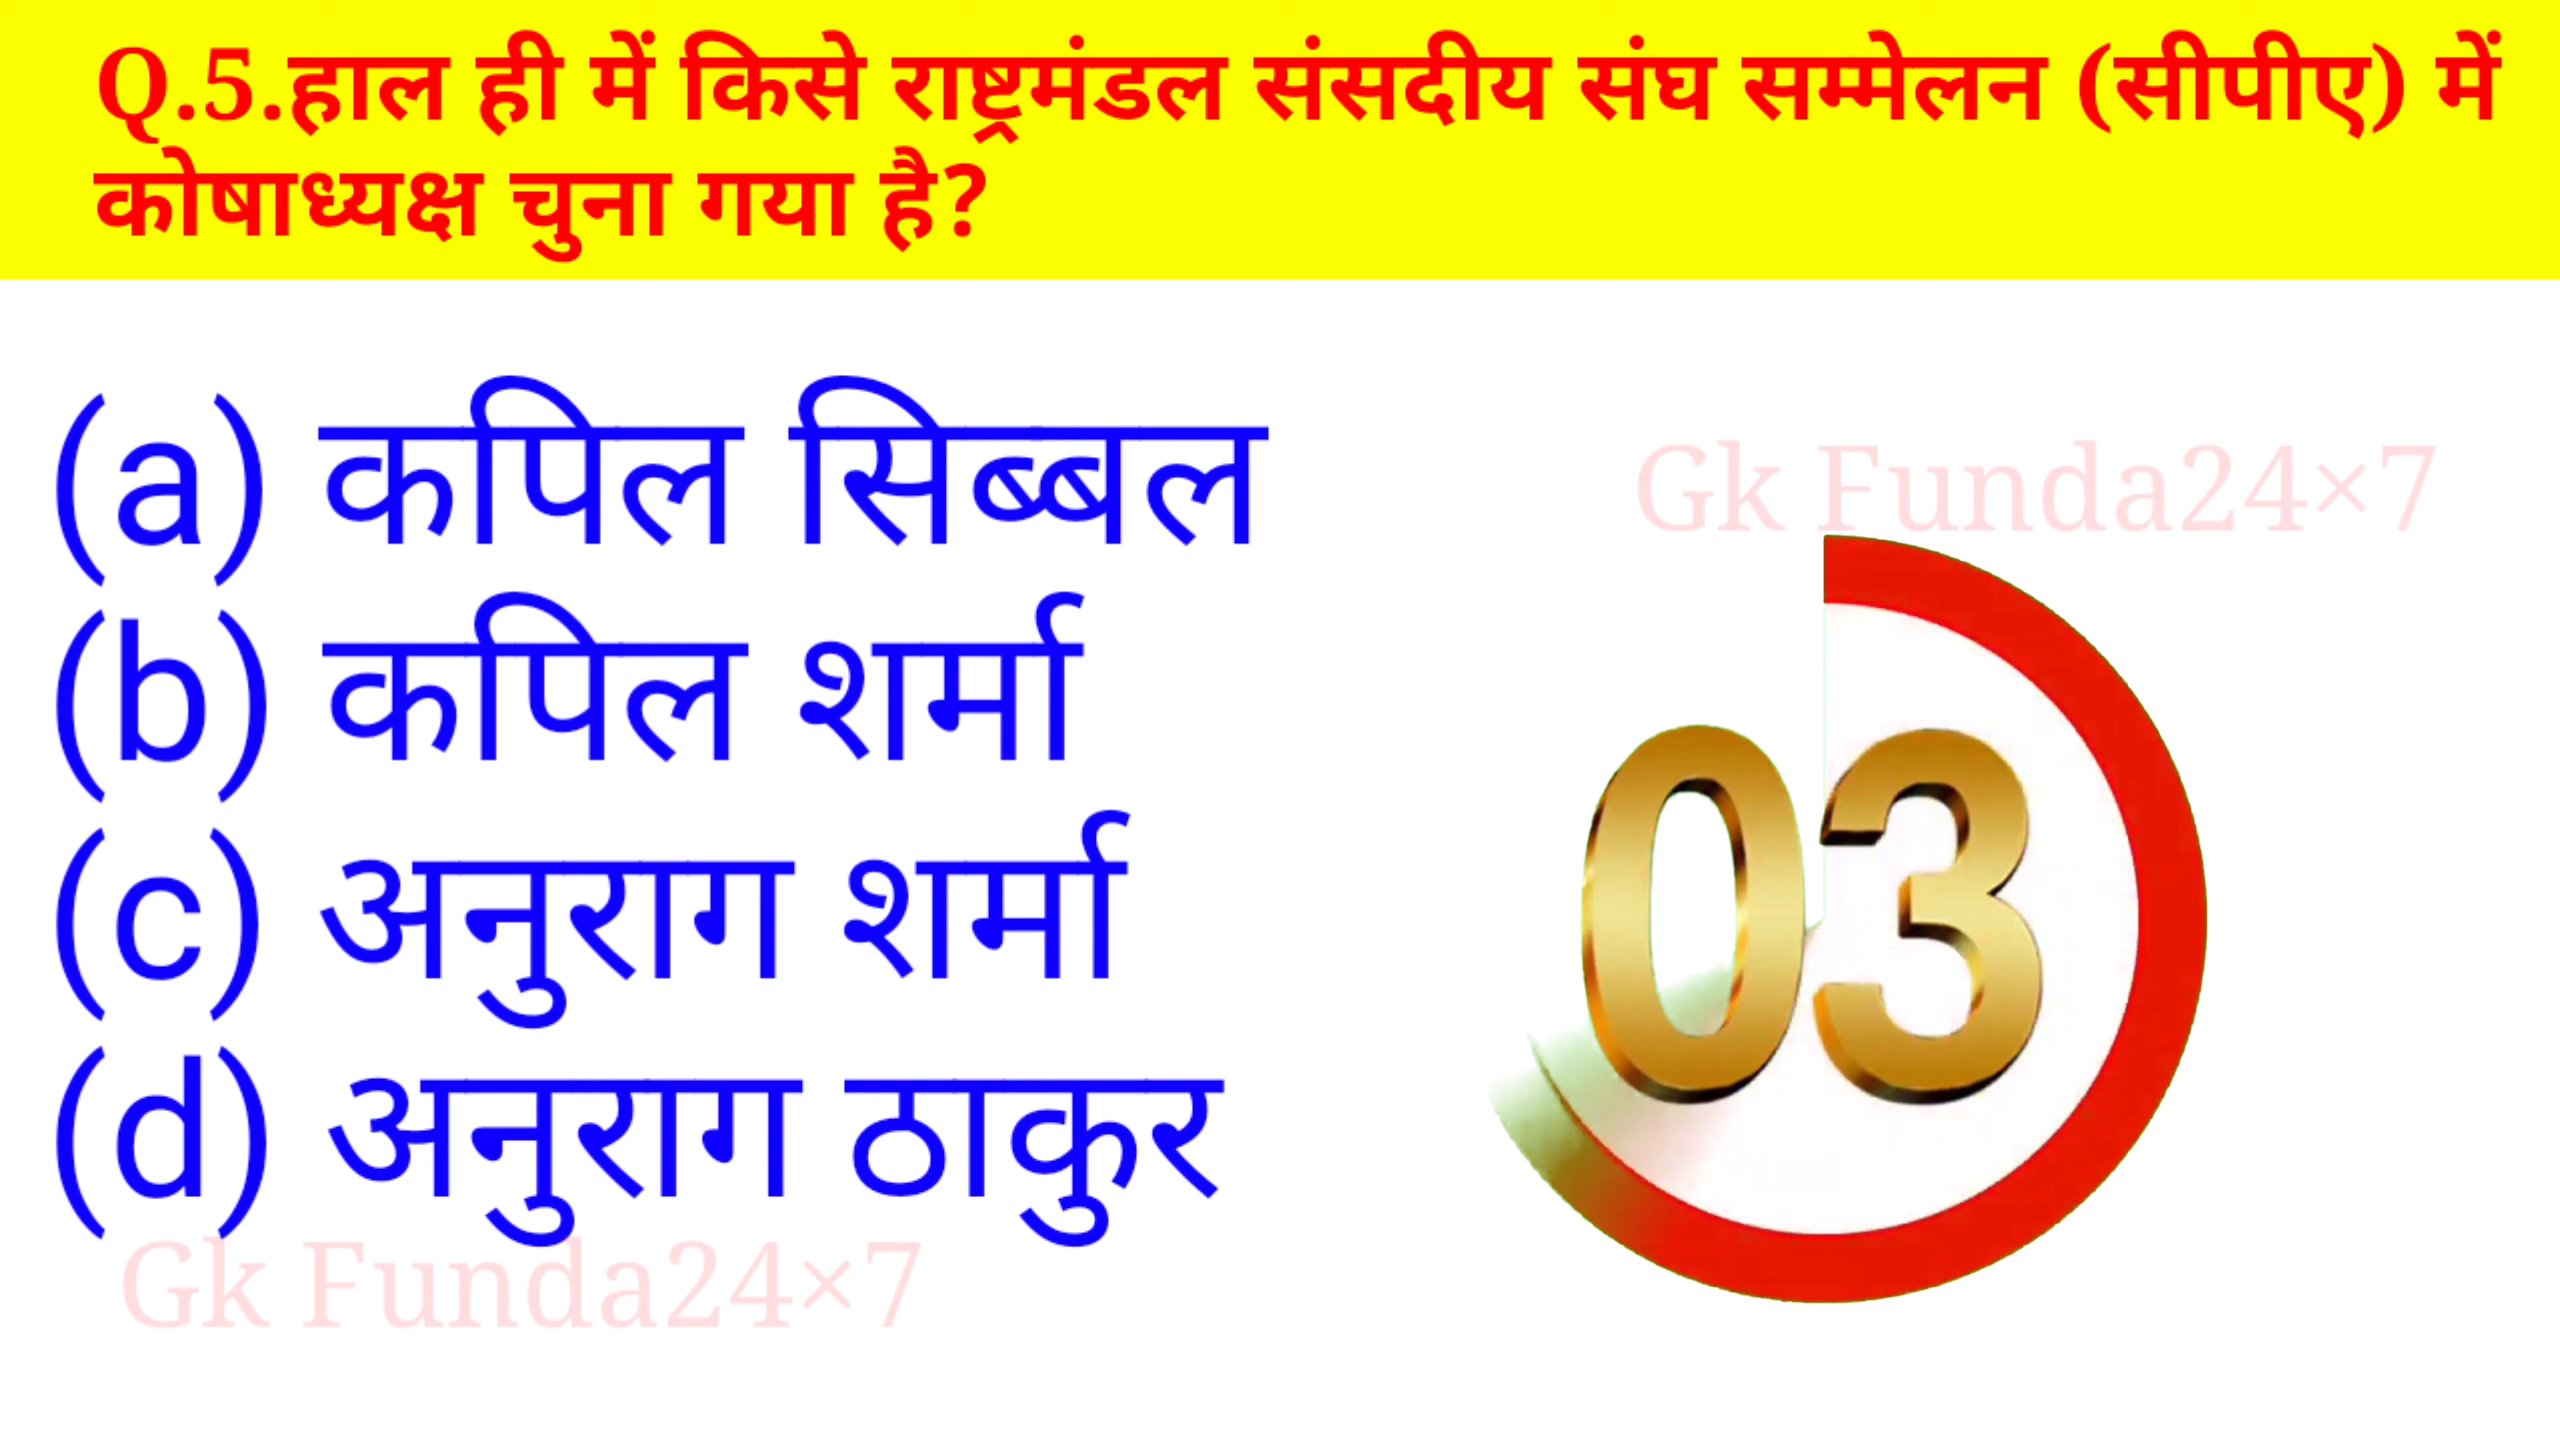 Q.5.हाल ही में किसे राष्ट्रमंडल संसदीय संघ सम्मेलन (सीपीए) में
कोषाध्यक्ष चुना गया है?
(a) कपिल सिब्बल
Gk Funda24×7
(b) कपिल शर्मा
03
(c) अनुराग शर्मा
(d) अनुराग ठाकुर
Gk Funda24×7